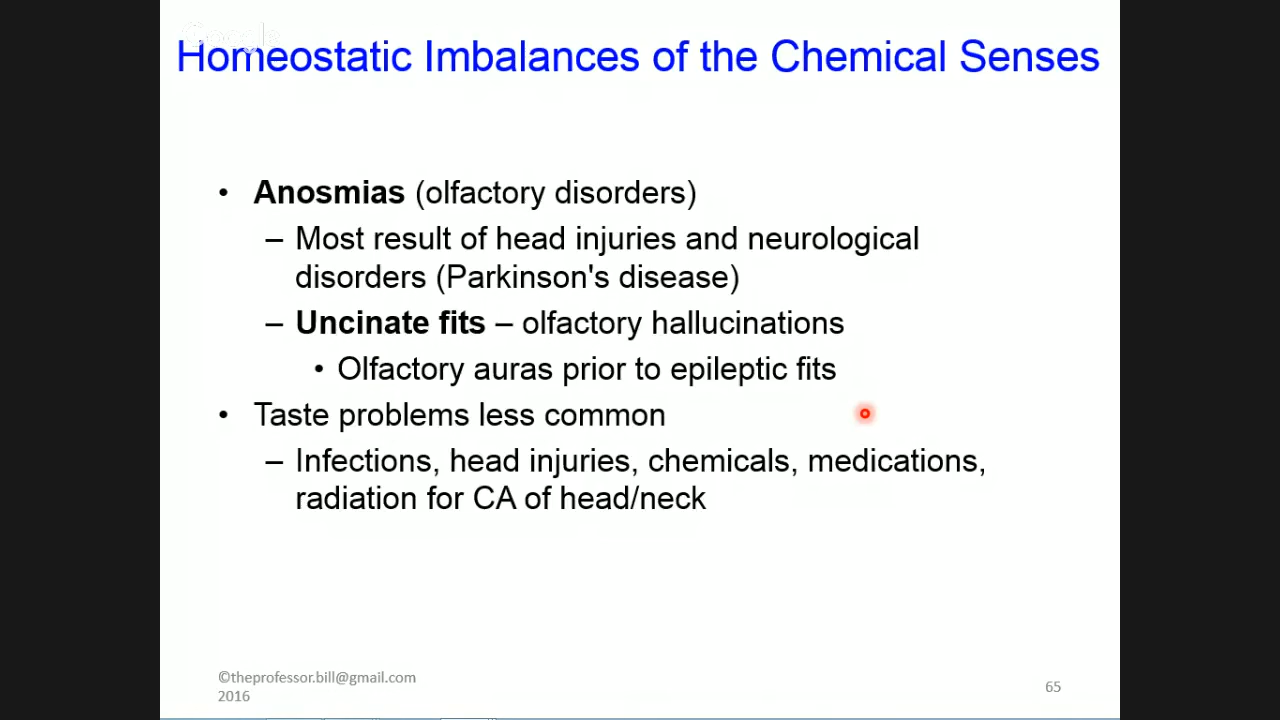 Google
Homeostatic Imbalances of the Chemical Senses
• Anosmias (olfactory disorders)
– Most result of head injuries and neurological
disorders (Parkinson's disease)
– Uncinate fits – olfactory hallucinations
• Olfactory auras prior to epileptic fits
• Taste problems less common
– Infections, head injuries, chemicals, medications,
radiation for CA of head/neck
©theprofessor.bill@gmail.com
2016
65